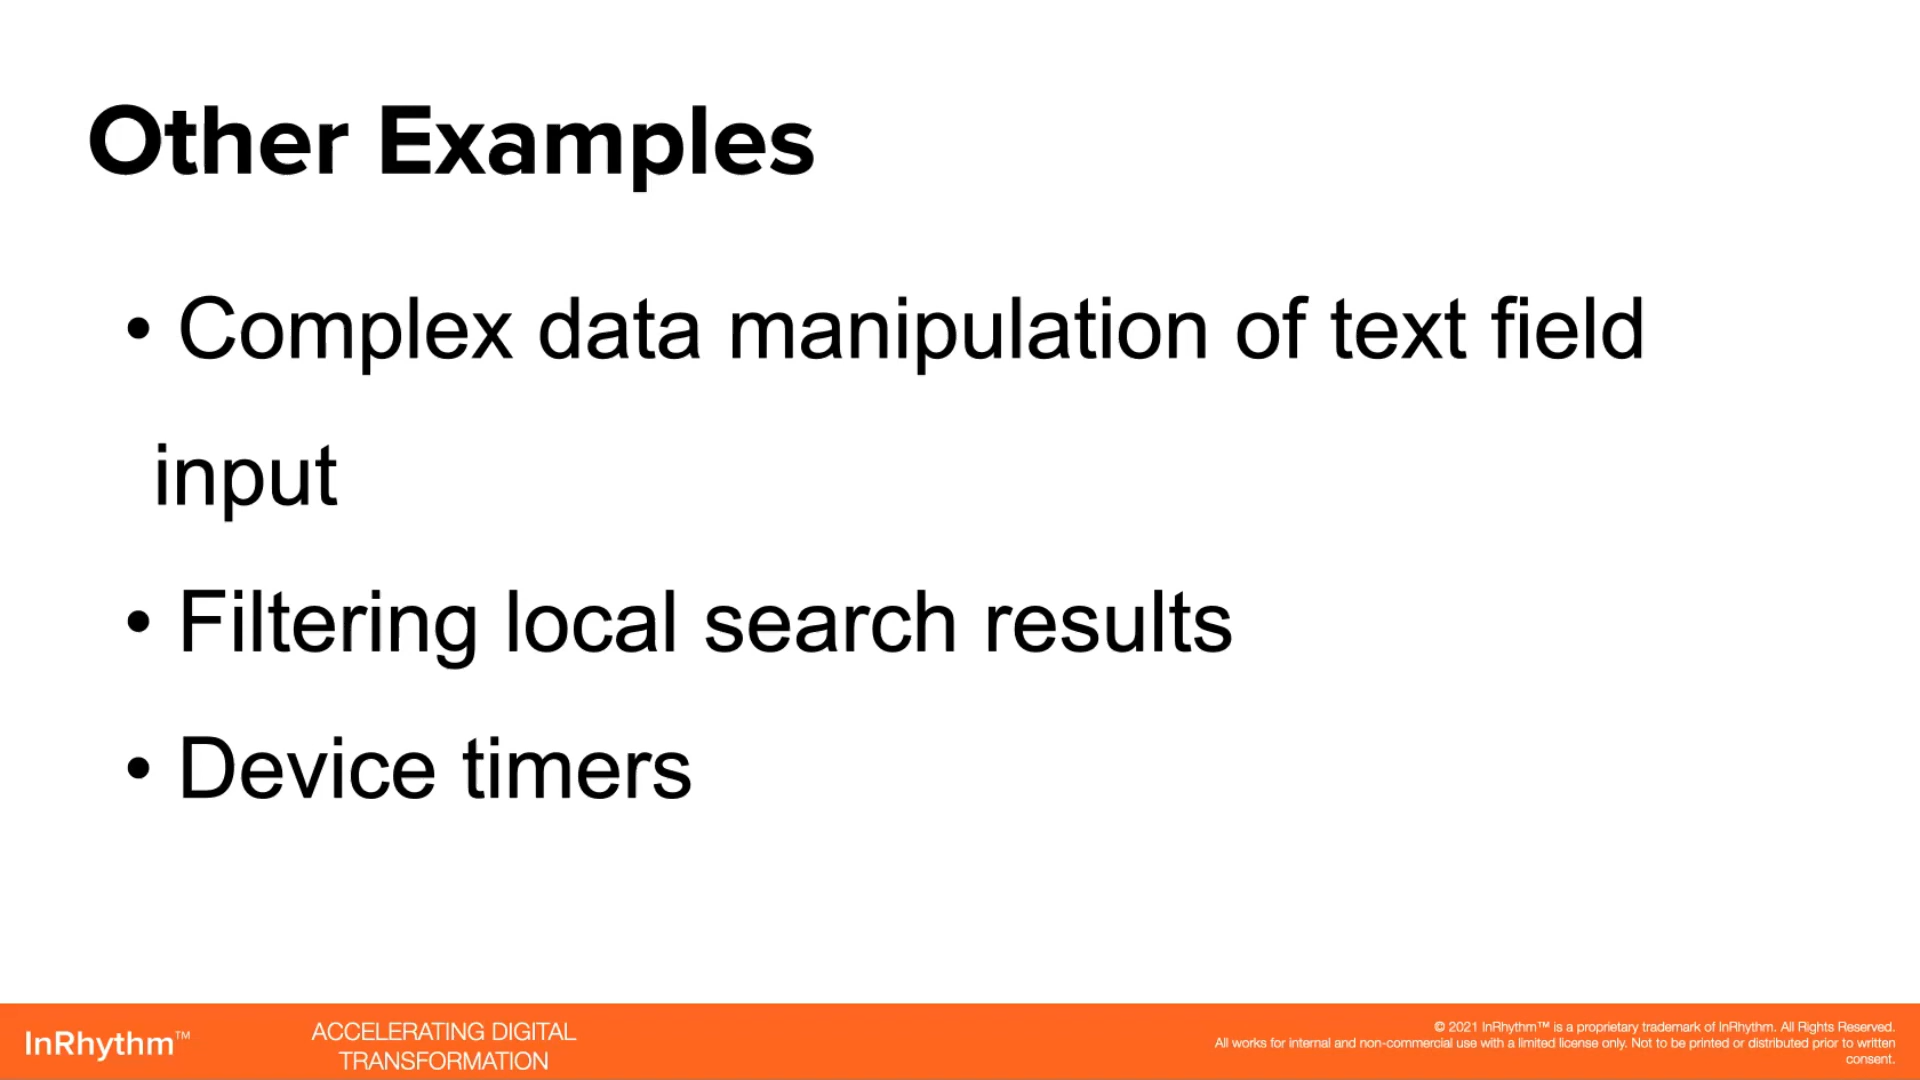 Other Examples
• Complex data manipulation of text field
input
• Filtering local search results
• Device timers
InRhythm™
ACCELERATING DIGITAL
TRANSFORMATION
© 2021 InRhythm™ is a proprietary trademark of InRhythm. All Rights Reserved.
All works for internal and non-commercial use with a limited license only. Not to be printed or distributed prior to written
consent.